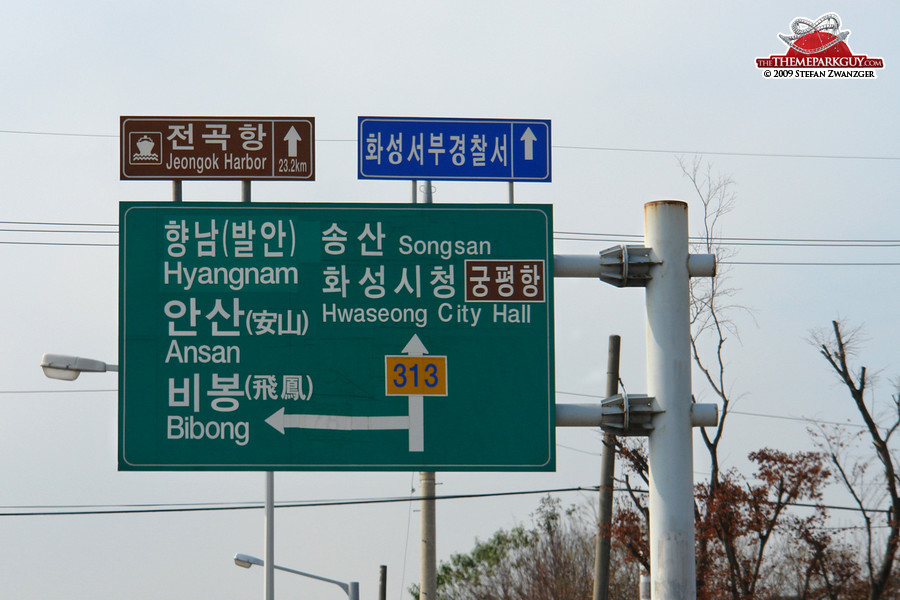 THETHEMEPARKGUY.COM
© 2009 STEFAN ZWANZGER
전곡항
Jeongok Harbor
23.2km
화성서부경찰서
향남(발안)
Hyangnam
안산(安山)
Ansan
비봉(飛鳳)
Bibong
송산 Songsan
화성시청 궁평항
Hwaseong City Hall
313